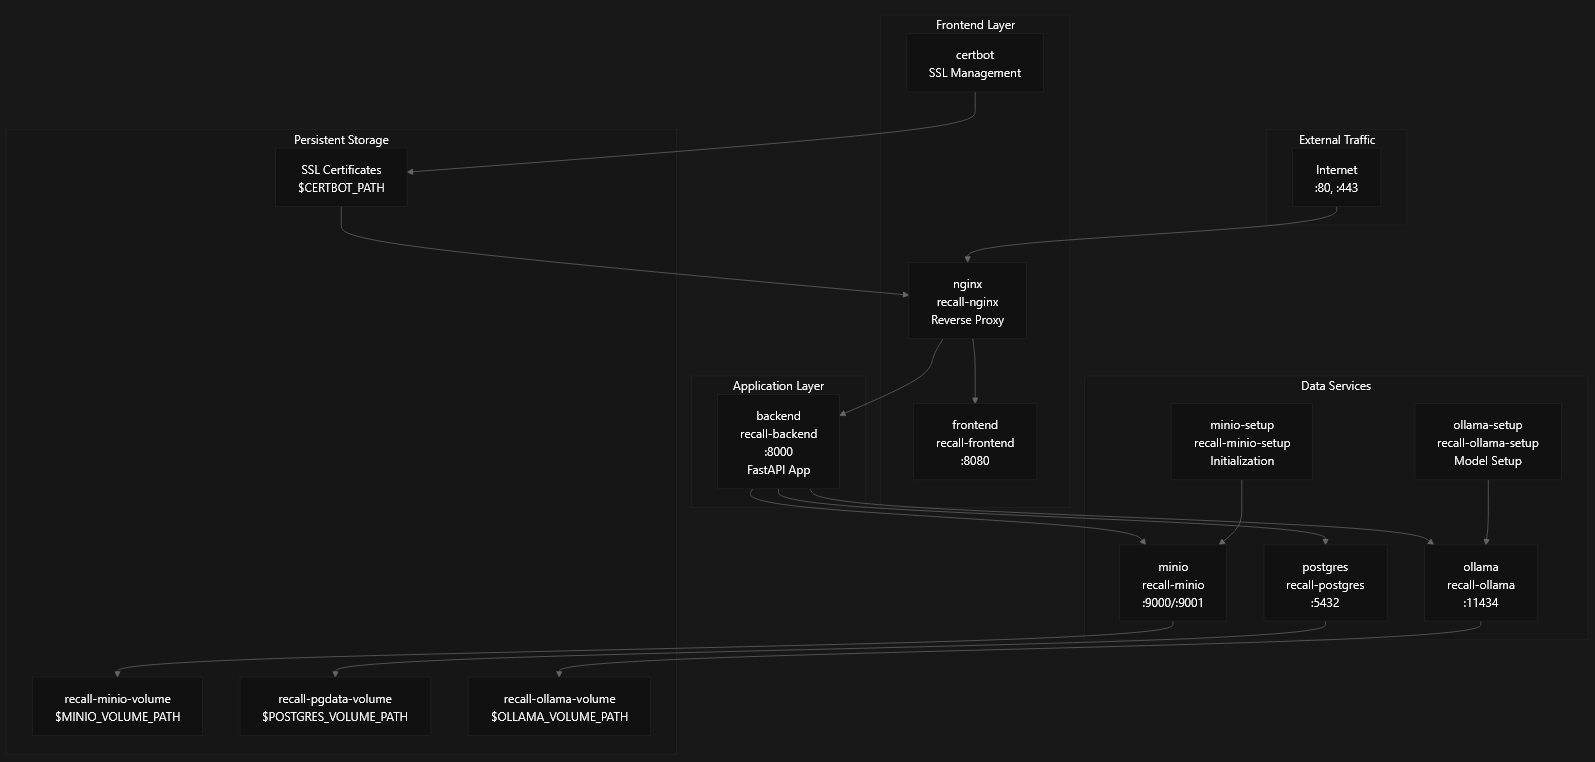 Frontend Layer
certbot
SSL Management
Persistent Storage
SSL Certificates
$CERTBOT_PATH
External Traffic
Internet
:80, :443
nginx
recall-nginx
Reverse Proxy
Application Layer
backend
recall-backend
:8000
FastAPI App
frontend
recall-frontend
:8080
Data Services
minio-setup
recall-minio-setup
Initialization
ollama-setup
recall-ollama-setup
Model Setup
minio
recall-minio
:9000/:9001
postgres
recall-postgres
:5432
ollama
recall-ollama
:11434
recall-minio-volume
$MINIO_VOLUME_PATH
recall-pgdata-volume
$POSTGRES_VOLUME_PATH
recall-ollama-volume
$OLLAMA_VOLUME_PATH